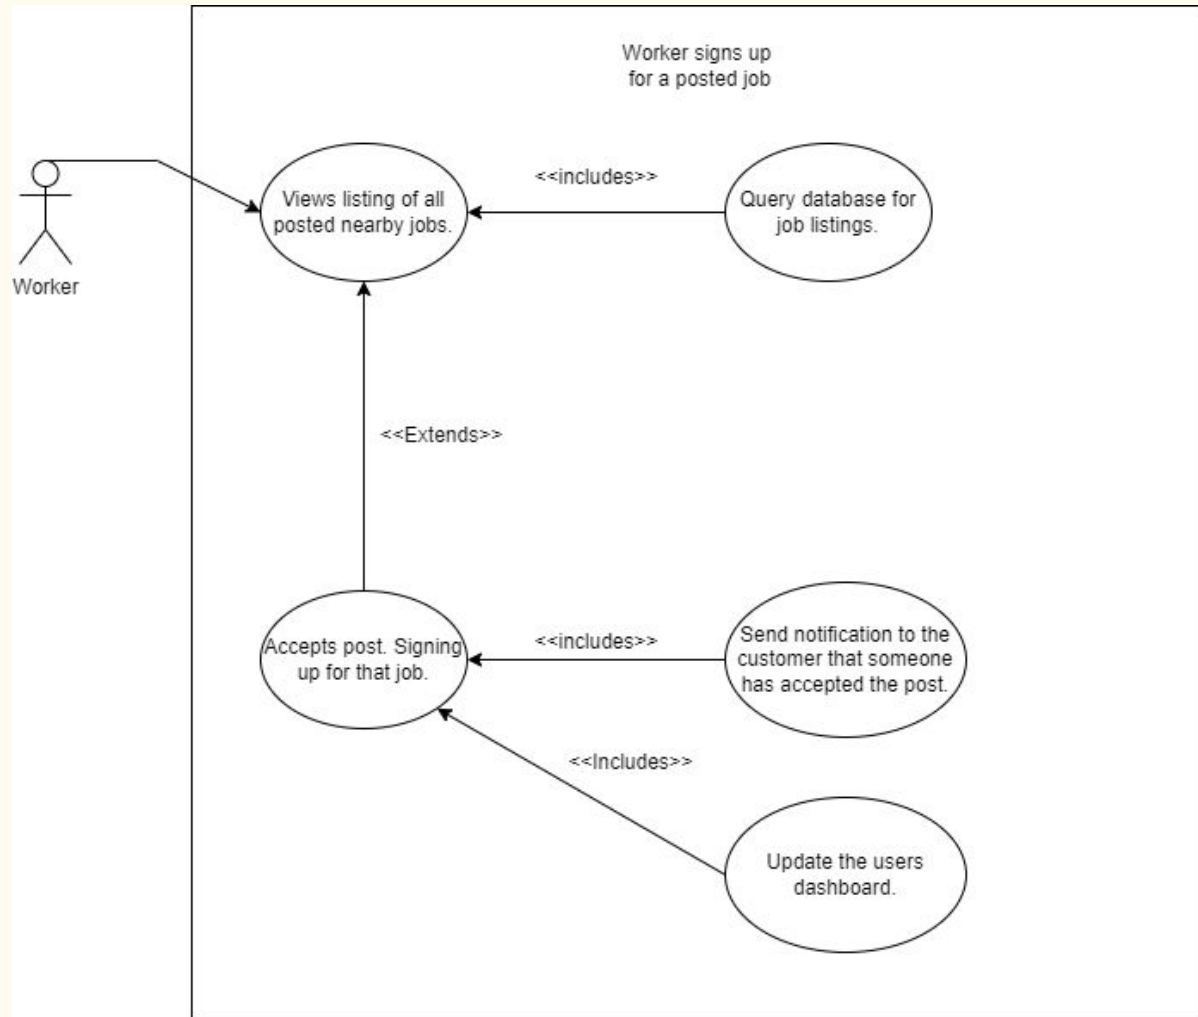 Worker signs up
for a posted job
Worker
Views listing of all
posted nearby jobs.
<<includes>>
Query database for
job listings.
<<Extends>>
Accepts post. Signing
up for that job.
<<includes>>
Send notification to the
customer that someone
has accepted the post.
<<Includes>>
Update the users
dashboard.